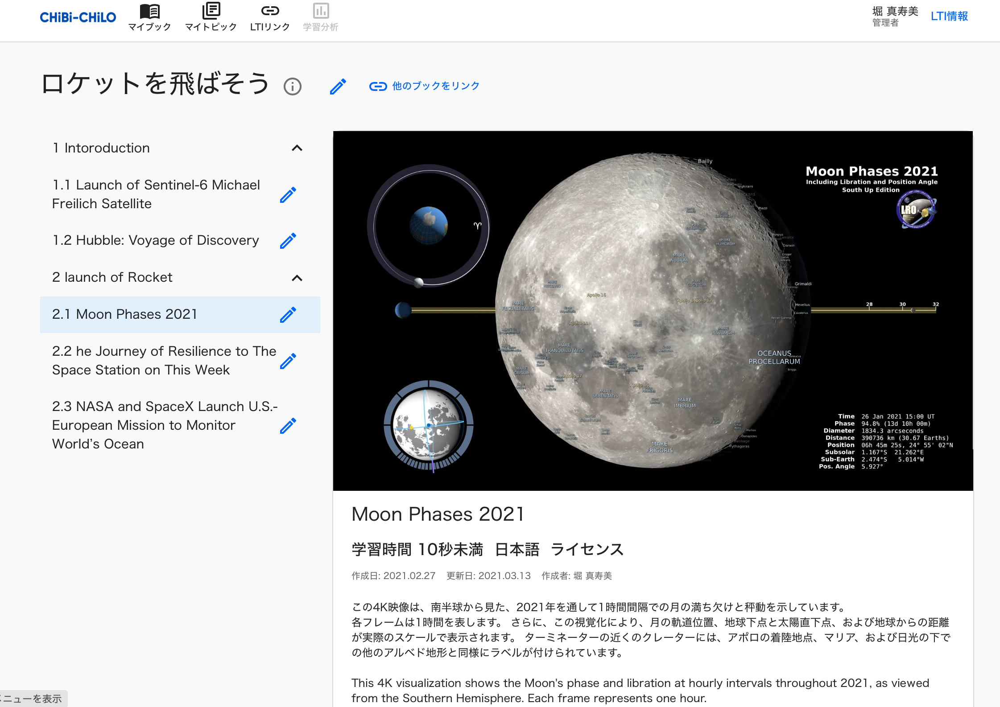 CHiBi-CHiLO
マイブック
マイトピック
LTIリンク
学習分析
堀 真寿美
管理者
LTI情報
ロケットを飛ばそう
他のブックをリンク
1 Intoroduction
1.1 Launch of Sentinel-6 Michael
Freilich Satellite
1.2 Hubble: Voyage of Discovery
2 launch of Rocket
2.1 Moon Phases 2021
2.2 he Journey of Resilience to The
Space Station on This Week
2.3 NASA and SpaceX Launch U.S.-
European Mission to Monitor
World’s Ocean
Moon Phases 2021
Including Libration and Position Angle
South Up Edition
LRO
Bailly
Piazzi
Byrgius
Darwin
Crüger
Grimaldi
Hevelius
Cavalerius
Reiner Gamma
Briggs
Markov
Oenopides
Babbage
Pythagoras
MARE
HUMORUM
MARE
NUBIUM
MARE
COGNITUM
MARE
NECTARIS
Apollo 16
MARE
FECUNDITATIS
Apollo 11
Sinus
Medii
MARE
INSULARUM
MARE
TRANQUILLITATIS
Sinus
Aestuum
MARE
VAPORUM
OCEANUS
PROCELLARUM
MARE
CRISIUM
Apollo 17
Apollo 15
MARE
SERENITATIS
MARE
IMBRIUM
Lacus
Somniorum
MARE
FRIGORIS
28 30 32
Time 26 Jan 2021 15:00 UT
Phase 94.8% (13d 10h 00m)
Diameter 1834.3 arcseconds
Distance 390736 km (30.67 Earths)
Position 06h 45m 25s, 24° 55' 02"N
Subsolar 1.167°S 21.262°E
Sub-Earth 2.474°S 5.014°W
Pos. Angle 5.927°
Moon Phases 2021
学習時間 10秒未満 日本語 ライセンス
作成日: 2021.02.27 更新日: 2021.03.13 作成者: 堀 真寿美
この4K映像は、南半球から見た、2021年を通して1時間間隔での月の満ち欠けと秤動を示しています。
各フレームは1時間を表します。 さらに、この視覚化により、月の軌道位置、地球下点と太陽直下点、および地球からの距離
が実際のスケールで表示されます。 ターミネーターの近くのクレーターには、アポロの着陸地点、マリア、および日光の下で
の他のアルベド地形と同様にラベルが付けられています。
This 4K visualization shows the Moon's phase and libration at hourly intervals throughout 2021, as viewed
from the Southern Hemisphere. Each frame represents one hour.
ニューを表示